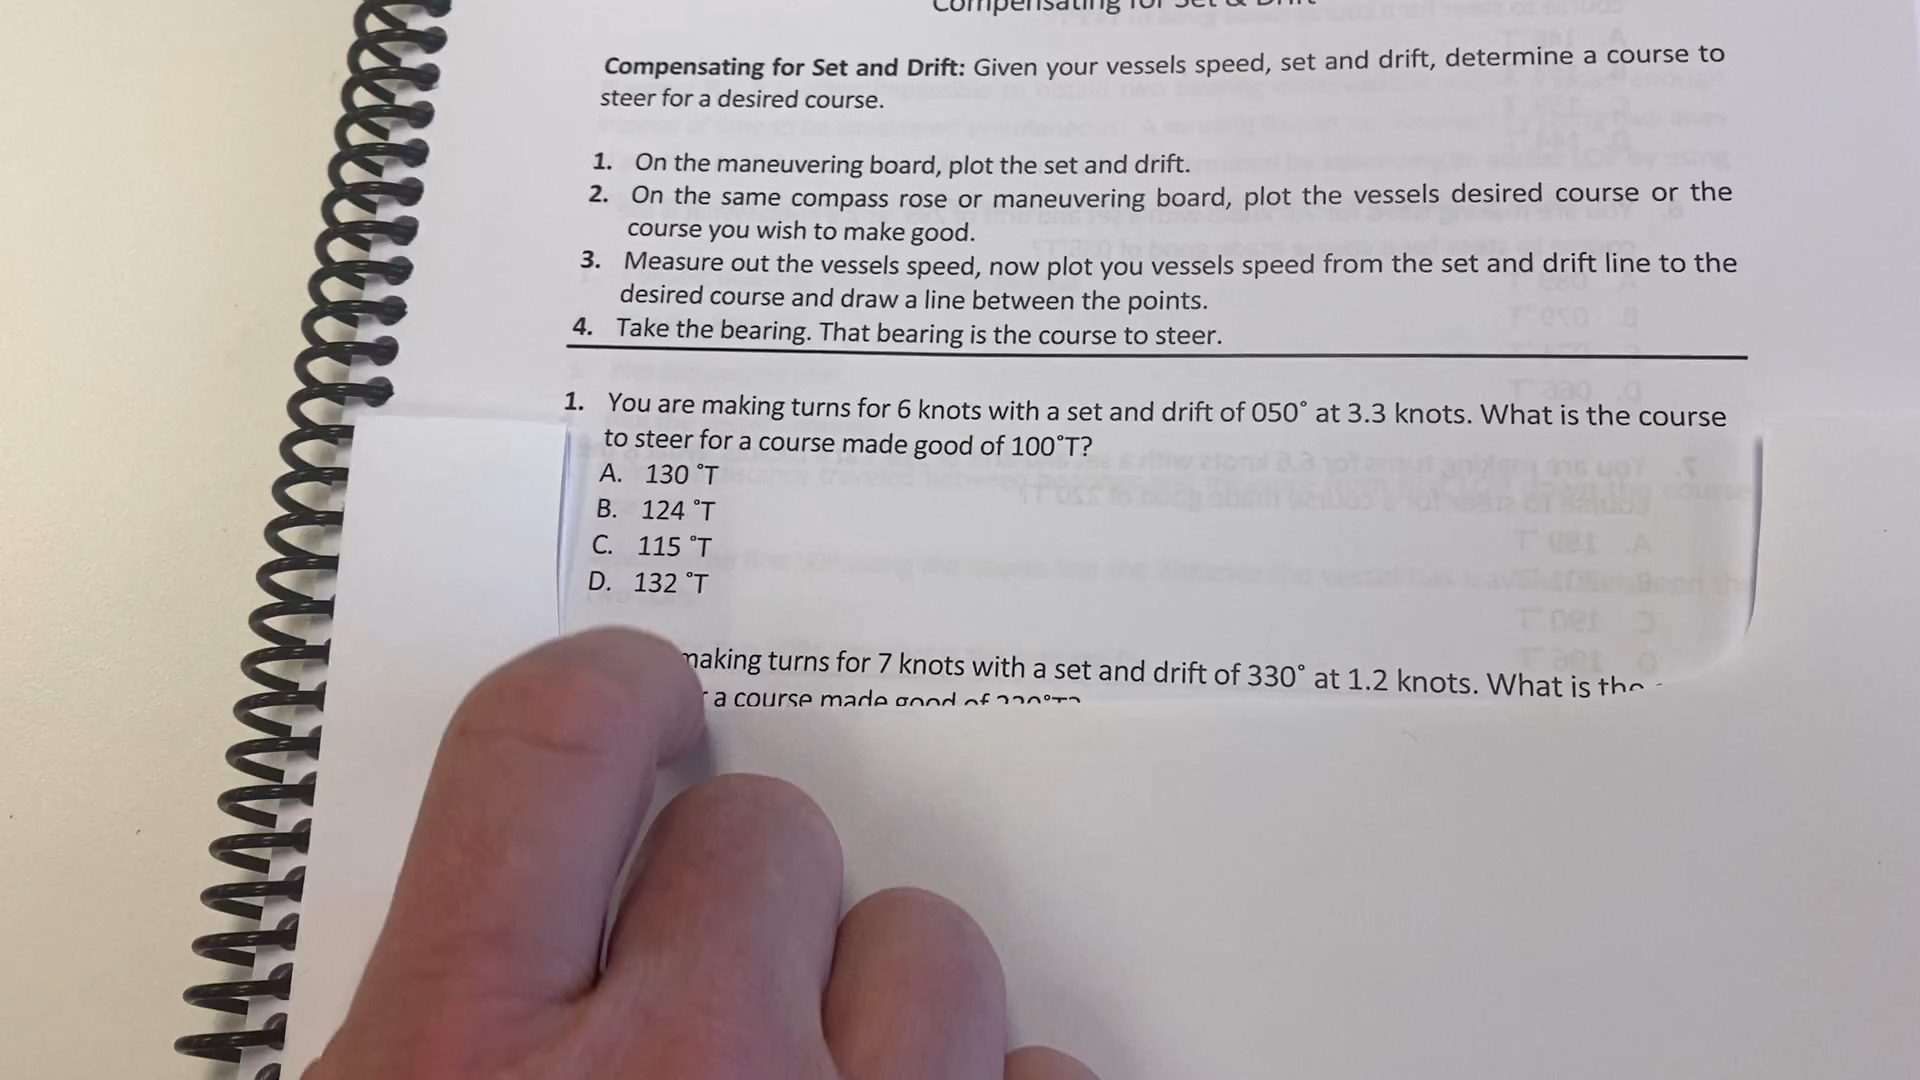 Compensating for Set & Drift
Compensating for Set and Drift: Given your vessels speed, set and drift, determine a course to
steer for a desired course.
1. On the maneuvering board, plot the set and drift.
2. On the same compass rose or maneuvering board, plot the vessels desired course or the
course you wish to make good.
3. Measure out the vessels speed, now plot you vessels speed from the set and drift line to the
desired course and draw a line between the points.
4. Take the bearing. That bearing is the course to steer.
1. You are making turns for 6 knots with a set and drift of 050° at 3.3 knots. What is the course
to steer for a course made good of 100°T?
A. 130 °T
B. 124 °T
C. 115 °T
D. 132 °T
making turns for 7 knots with a set and drift of 330° at 1.2 knots. What is the
a course made good of